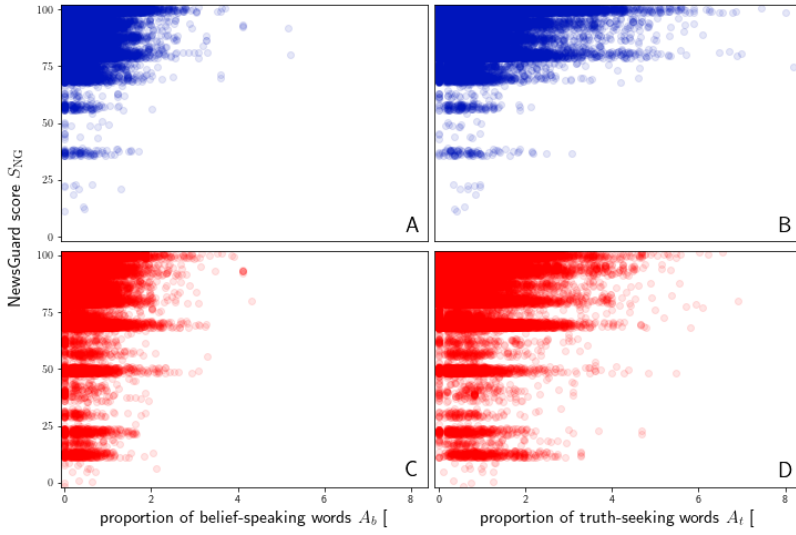 NewsGuard score S_NG
100
75
50
25
0
A
B
100
75
50
25
0
C
D
0 2 4 6 8
0 2 4 6 8
proportion of belief-speaking words A_b [
proportion of truth-seeking words A_t [